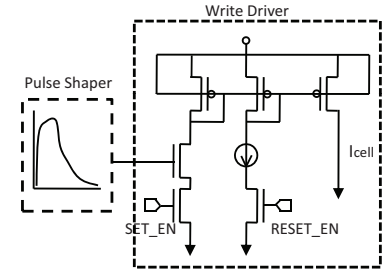 Write Driver
Pulse Shaper
Icell
SET_EN
RESET_EN